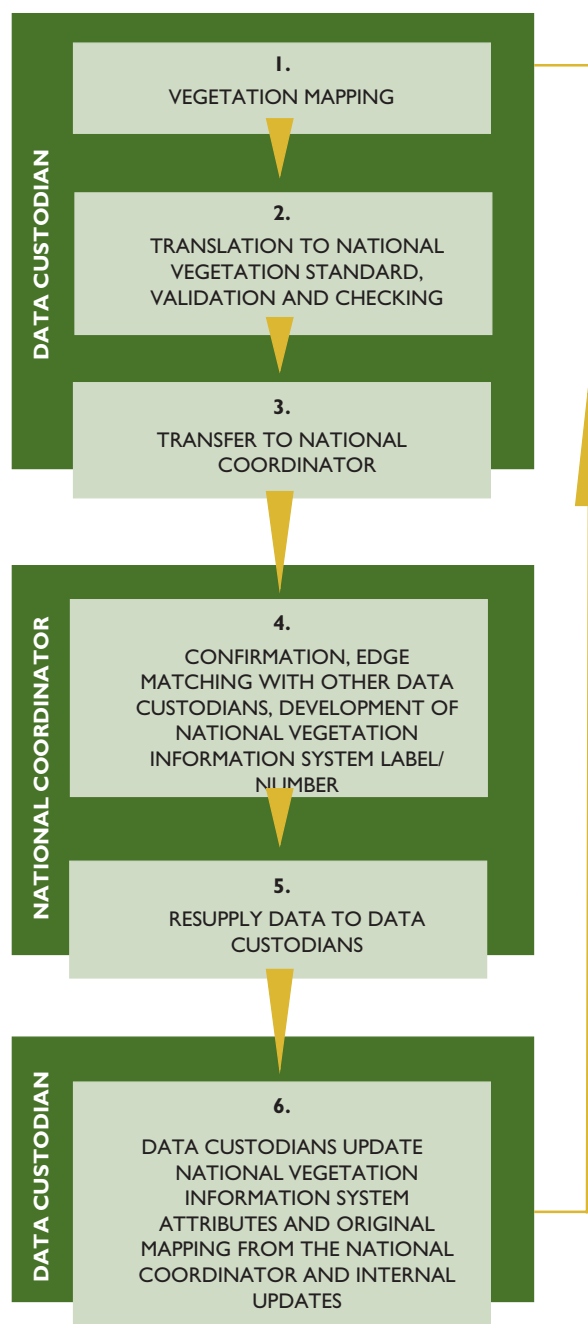 DATA CUSTODIAN
1.
VEGETATION MAPPING
2.
TRANSLATION TO NATIONAL
VEGETATION STANDARD,
VALIDATION AND CHECKING
3.
TRANSFER TO NATIONAL
COORDINATOR
NATIONAL COORDINATOR
4.
CONFIRMATION, EDGE
MATCHING WITH OTHER DATA
CUSTODIANS, DEVELOPMENT OF
NATIONAL VEGETATION
INFORMATION SYSTEM LABEL/
NUMBER
5.
RESUPPLY DATA TO DATA
CUSTODIANS
DATA CUSTODIAN
6.
DATA CUSTODIANS UPDATE
NATIONAL VEGETATION
INFORMATION SYSTEM
ATTRIBUTES AND ORIGINAL
MAPPING FROM THE NATIONAL
COORDINATOR AND INTERNAL
UPDATES